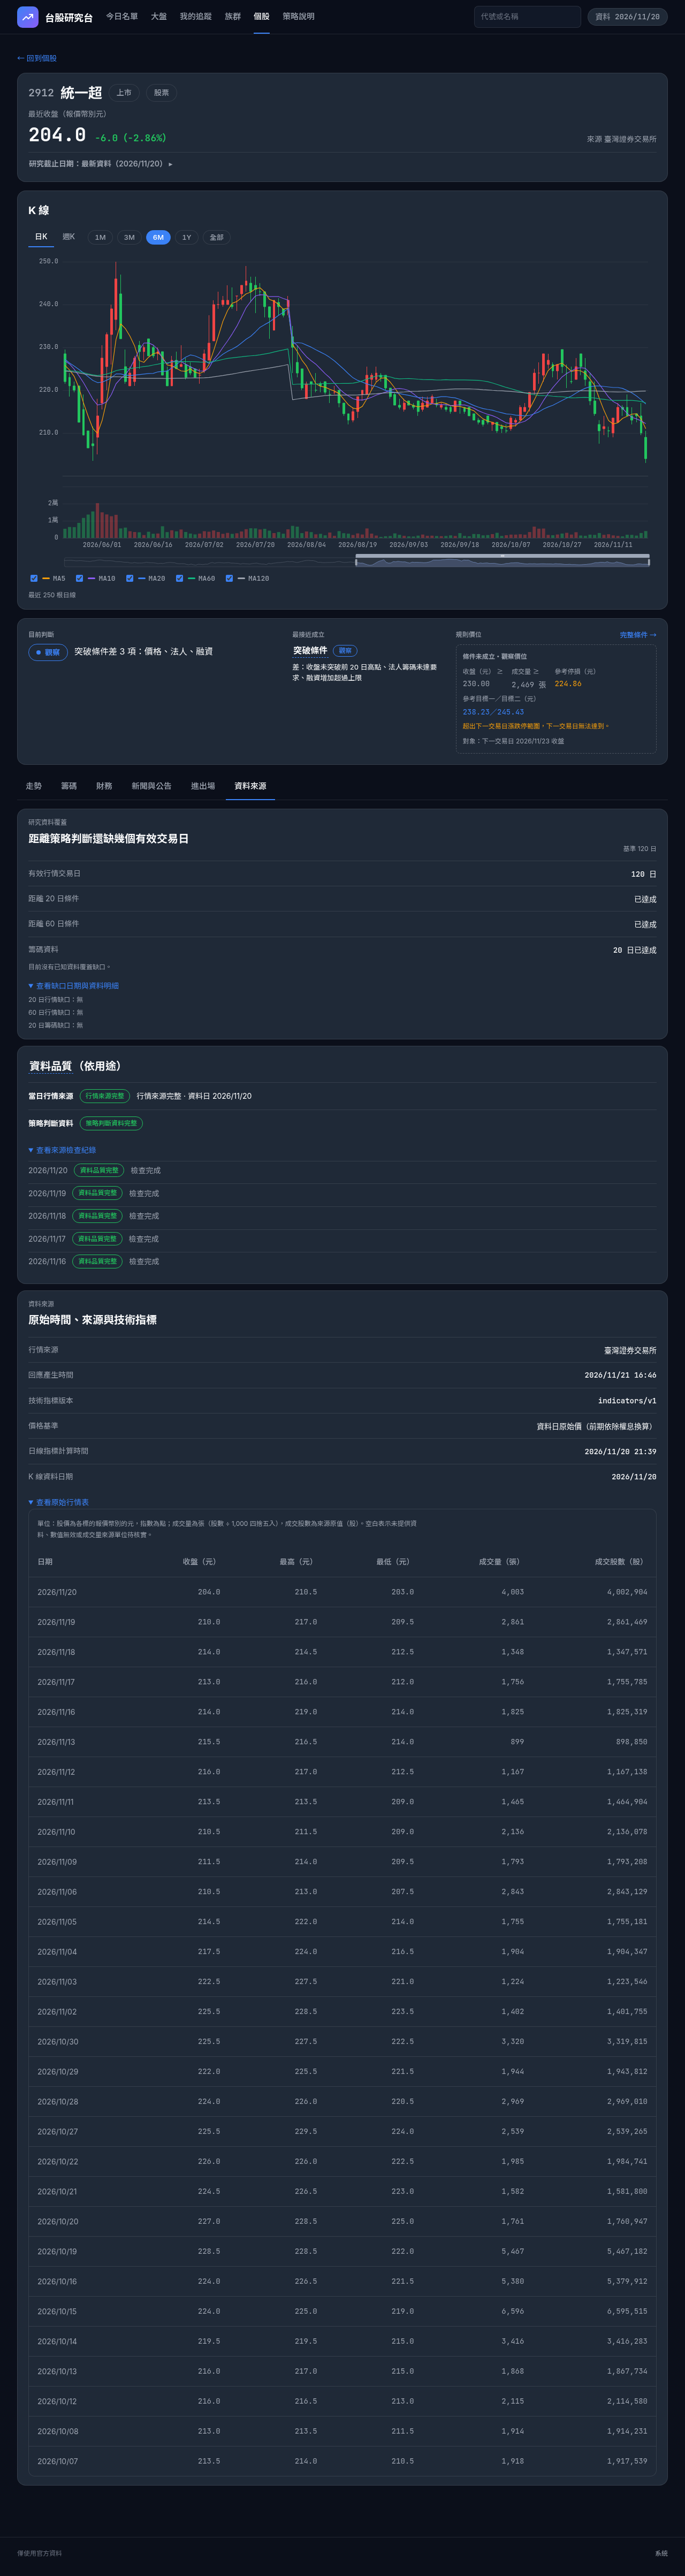 台股研究台
今日名單
大盤
我的追蹤
族群
個股
策略說明
代號或名稱
資料 2026/11/20
← 回到個股
2912 統一超 上市 股票
最近收盤（報價幣別元）
204.0 -6.0 (-2.86%)
來源 臺灣證券交易所
研究截止日期：最新資料（2026/11/20） ▸
K 線
日K 週K 1M 3M 6M 1Y 全部
250.0
240.0
230.0
220.0
210.0
2萬
1萬
0
2026/06/01 2026/06/16 2026/07/02 2026/07/20 2026/08/04 2026/08/19 2026/09/03 2026/09/18 2026/10/07 2026/10/27 2026/11/11
MA5 MA10 MA20 MA60 MA120
最近 250 根日線
目前判斷
觀察 突破條件差 3 項：價格、法人、融資
最接近成立
突破條件 觀察
差：收盤未突破前 20 日高點、法人籌碼未達要求、融資增加超過上限
規則價位
完整條件 →
條件未成立・觀察價位
收盤（元） ≥ 成交量 ≥ 參考停損（元）
230.00 2,469 張 224.86
參考目標一／目標二（元）
238.23／245.43
超出下一交易日漲跌停範圍，下一交易日無法達到。
對象：下一交易日 2026/11/23 收盤
走勢 籌碼 財務 新聞與公告 進出場 資料來源
研究資料覆蓋
距離策略判斷還缺幾個有效交易日
基準 120 日
有效行情交易日 120 日
距離 20 日條件 已達成
距離 60 日條件 已達成
籌碼資料 20 日已達成
目前沒有已知資料覆蓋缺口。
▼ 查看缺口日期與資料明細
20 日行情缺口：無
60 日行情缺口：無
20 日籌碼缺口：無
資料品質（依用途）
當日行情來源 行情來源完整 行情來源完整 · 資料日 2026/11/20
策略判斷資料 策略判斷資料完整
▼ 查看來源檢查紀錄
2026/11/20 資料品質完整 檢查完成
2026/11/19 資料品質完整 檢查完成
2026/11/18 資料品質完整 檢查完成
2026/11/17 資料品質完整 檢查完成
2026/11/16 資料品質完整 檢查完成
資料來源
原始時間、來源與技術指標
行情來源 臺灣證券交易所
回應產生時間 2026/11/21 16:46
技術指標版本 indicators/v1
價格基準 資料日原始價（前期依除權息換算）
日線指標計算時間 2026/11/20 21:39
K 線資料日期 2026/11/20
▼ 查看原始行情表
單位：股價為各標的報價幣別的元，指數為點；成交量為張（股數 ÷ 1,000 四捨五入），成交股數為來源原值（股）。空白表示未提供資料、數值無效或成交量來源單位待核實。
日期 收盤（元） 最高（元） 最低（元） 成交量（張） 成交股數（股）
2026/11/20 204.0 210.5 203.0 4,003 4,002,904
2026/11/19 210.0 217.0 209.5 2,861 2,861,469
2026/11/18 214.0 214.5 212.5 1,348 1,347,571
2026/11/17 213.0 216.0 212.0 1,756 1,755,785
2026/11/16 214.0 219.0 214.0 1,825 1,825,319
2026/11/13 215.5 216.5 214.0 899 898,850
2026/11/12 216.0 217.0 212.5 1,167 1,167,138
2026/11/11 213.5 213.5 209.0 1,465 1,464,904
2026/11/10 210.5 211.5 209.0 2,136 2,136,078
2026/11/09 211.5 214.0 209.5 1,793 1,793,208
2026/11/06 210.5 213.0 207.5 2,843 2,843,129
2026/11/05 214.5 222.0 214.0 1,755 1,755,181
2026/11/04 217.5 224.0 216.5 1,904 1,904,347
2026/11/03 222.5 227.5 221.0 1,224 1,223,546
2026/11/02 225.5 228.5 223.5 1,402 1,401,755
2026/10/30 225.5 227.5 222.5 3,320 3,319,815
2026/10/29 222.0 225.5 221.5 1,944 1,943,812
2026/10/28 224.0 226.0 220.5 2,969 2,969,010
2026/10/27 225.5 229.5 224.0 2,539 2,539,265
2026/10/22 226.0 226.0 222.5 1,985 1,984,741
2026/10/21 224.5 226.5 223.0 1,582 1,581,800
2026/10/20 227.0 228.5 225.0 1,761 1,760,947
2026/10/19 228.5 228.5 222.0 5,467 5,467,182
2026/10/16 224.0 226.5 221.5 5,380 5,379,912
2026/10/15 224.0 225.0 219.0 6,596 6,595,515
2026/10/14 219.5 219.5 215.0 3,416 3,416,283
2026/10/13 216.0 217.0 215.0 1,868 1,867,734
2026/10/12 216.0 216.5 213.0 2,115 2,114,580
2026/10/08 213.0 213.5 211.5 1,914 1,914,231
2026/10/07 213.5 214.0 210.5 1,918 1,917,539
僅使用官方資料
系統